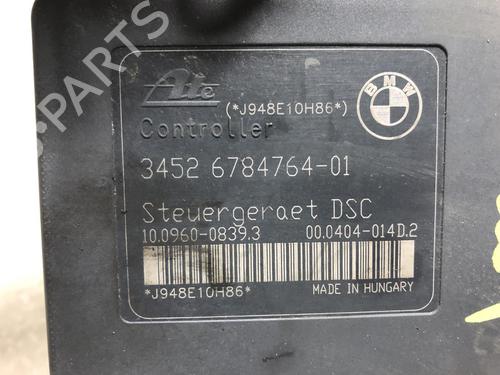 Ate
(*J948E10H86*)
BMW
Controller
3452 6784764-01
Steuergeraet DSC
10.0960-0839.3 00.0404-014D.2
*J948E10H86*
MADE IN HUNGARY
PARTS